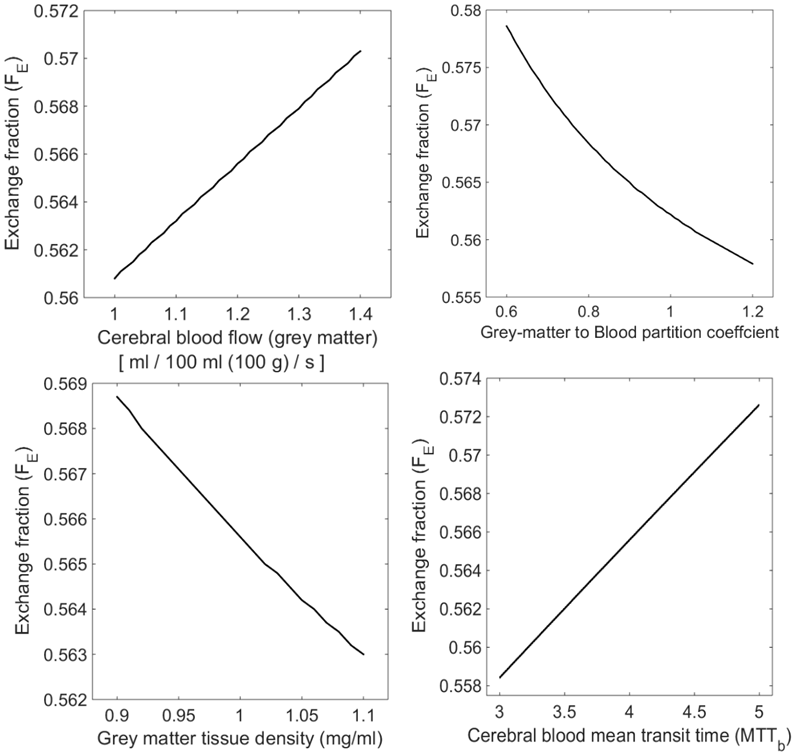 0.572
0.57
0.568
0.566
0.564
0.562
0.56
Exchange fraction (F_E)
1 1.1 1.2 1.3 1.4
Cerebral blood flow (grey matter)
[ ml / 100 ml (100 g) / s ]
0.58
0.575
0.57
0.565
0.56
0.555
Exchange fraction (F_E)
0.6 0.8 1 1.2
Grey-matter to Blood partition coeffcient
0.569
0.568
0.567
0.566
0.565
0.564
0.563
0.562
Exchange fraction (F_E)
0.9 0.95 1 1.05 1.1
Grey matter tissue density (mg/ml)
0.574
0.572
0.57
0.568
0.566
0.564
0.562
0.56
0.558
Exchange fraction (F_E)
3 3.5 4 4.5 5
Cerebral blood mean transit time (MTT_b)